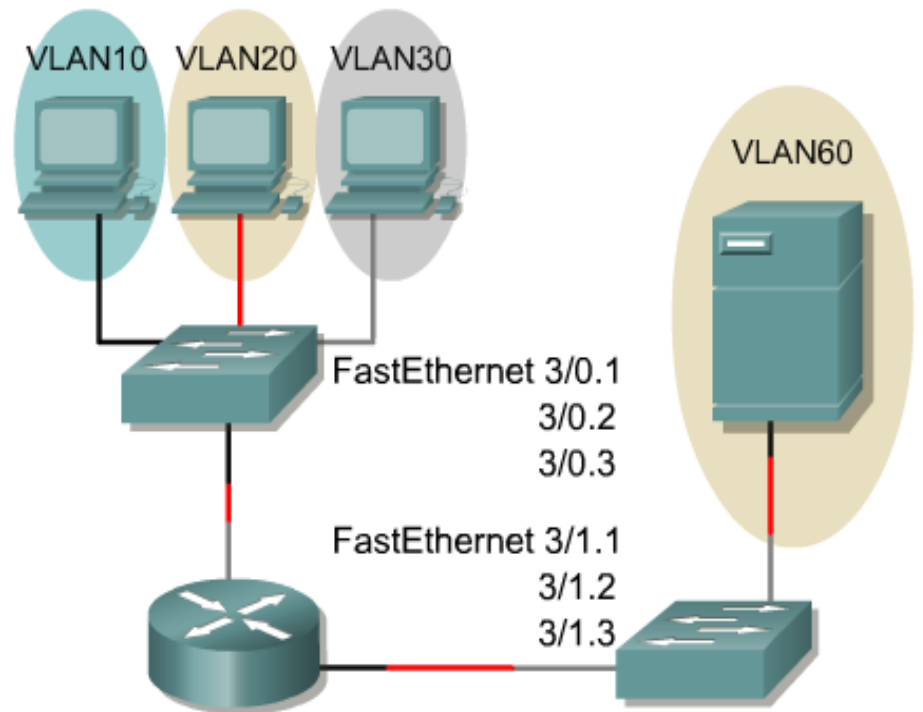 VLAN10 VLAN20 VLAN30
VLAN60
FastEthernet 3/0.1
3/0.2
3/0.3
FastEthernet 3/1.1
3/1.2
3/1.3